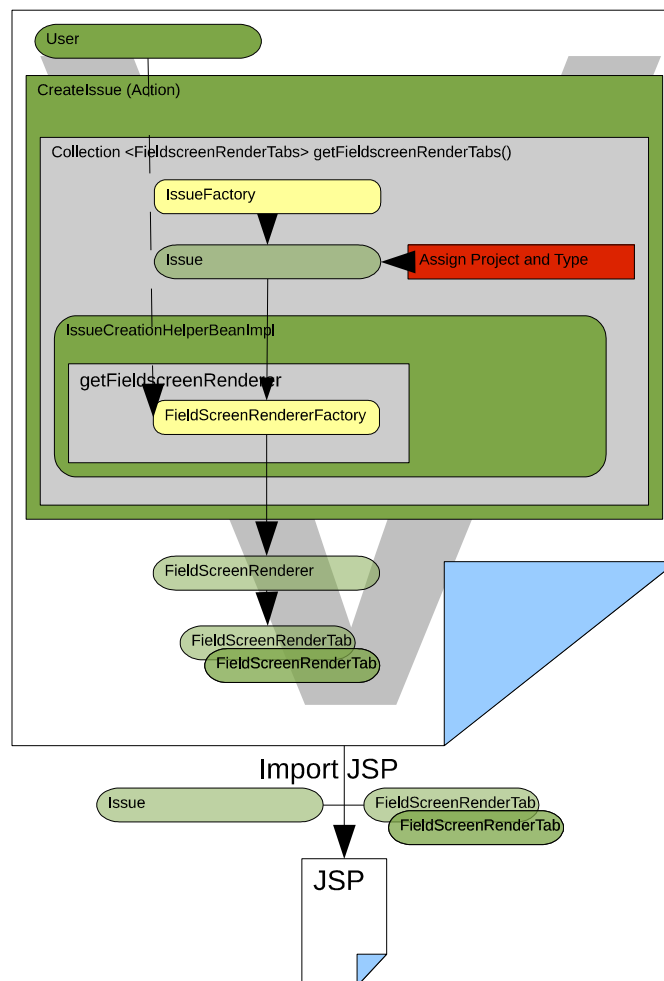 User
CreateIssue (Action)
Collection <FieldscreenRenderTabs> getFieldscreenRenderTabs()
IssueFactory
Issue
Assign Project and Type
IssueCreationHelperBeanImpl
getFieldscreenRenderer
FieldScreenRendererFactory
FieldScreenRenderer
FieldScreenRenderTab
FieldScreenRenderTab
Import JSP
Issue
FieldScreenRenderTab
FieldScreenRenderTab
JSP